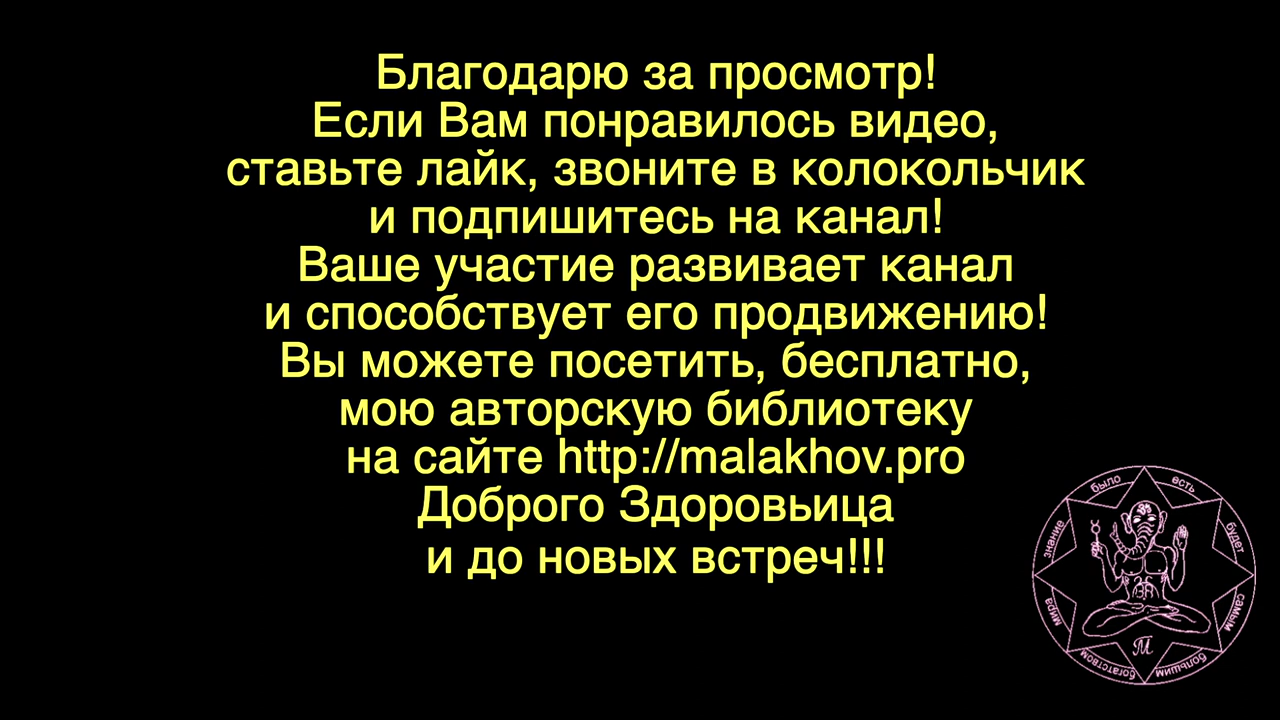 Благодарю за просмотр!
Если Вам понравилось видео,
ставьте лайк, звоните в колокольчик
и подпишитесь на канал!
Ваше участие развивает канал
и способствует его продвижению!
Вы можете посетить, бесплатно,
мою авторскую библиотеку
на сайте http://malakhov.pro
Доброго Здоровьица
и до новых встреч!!!
знание было есть будет самым большим богатством мира
М